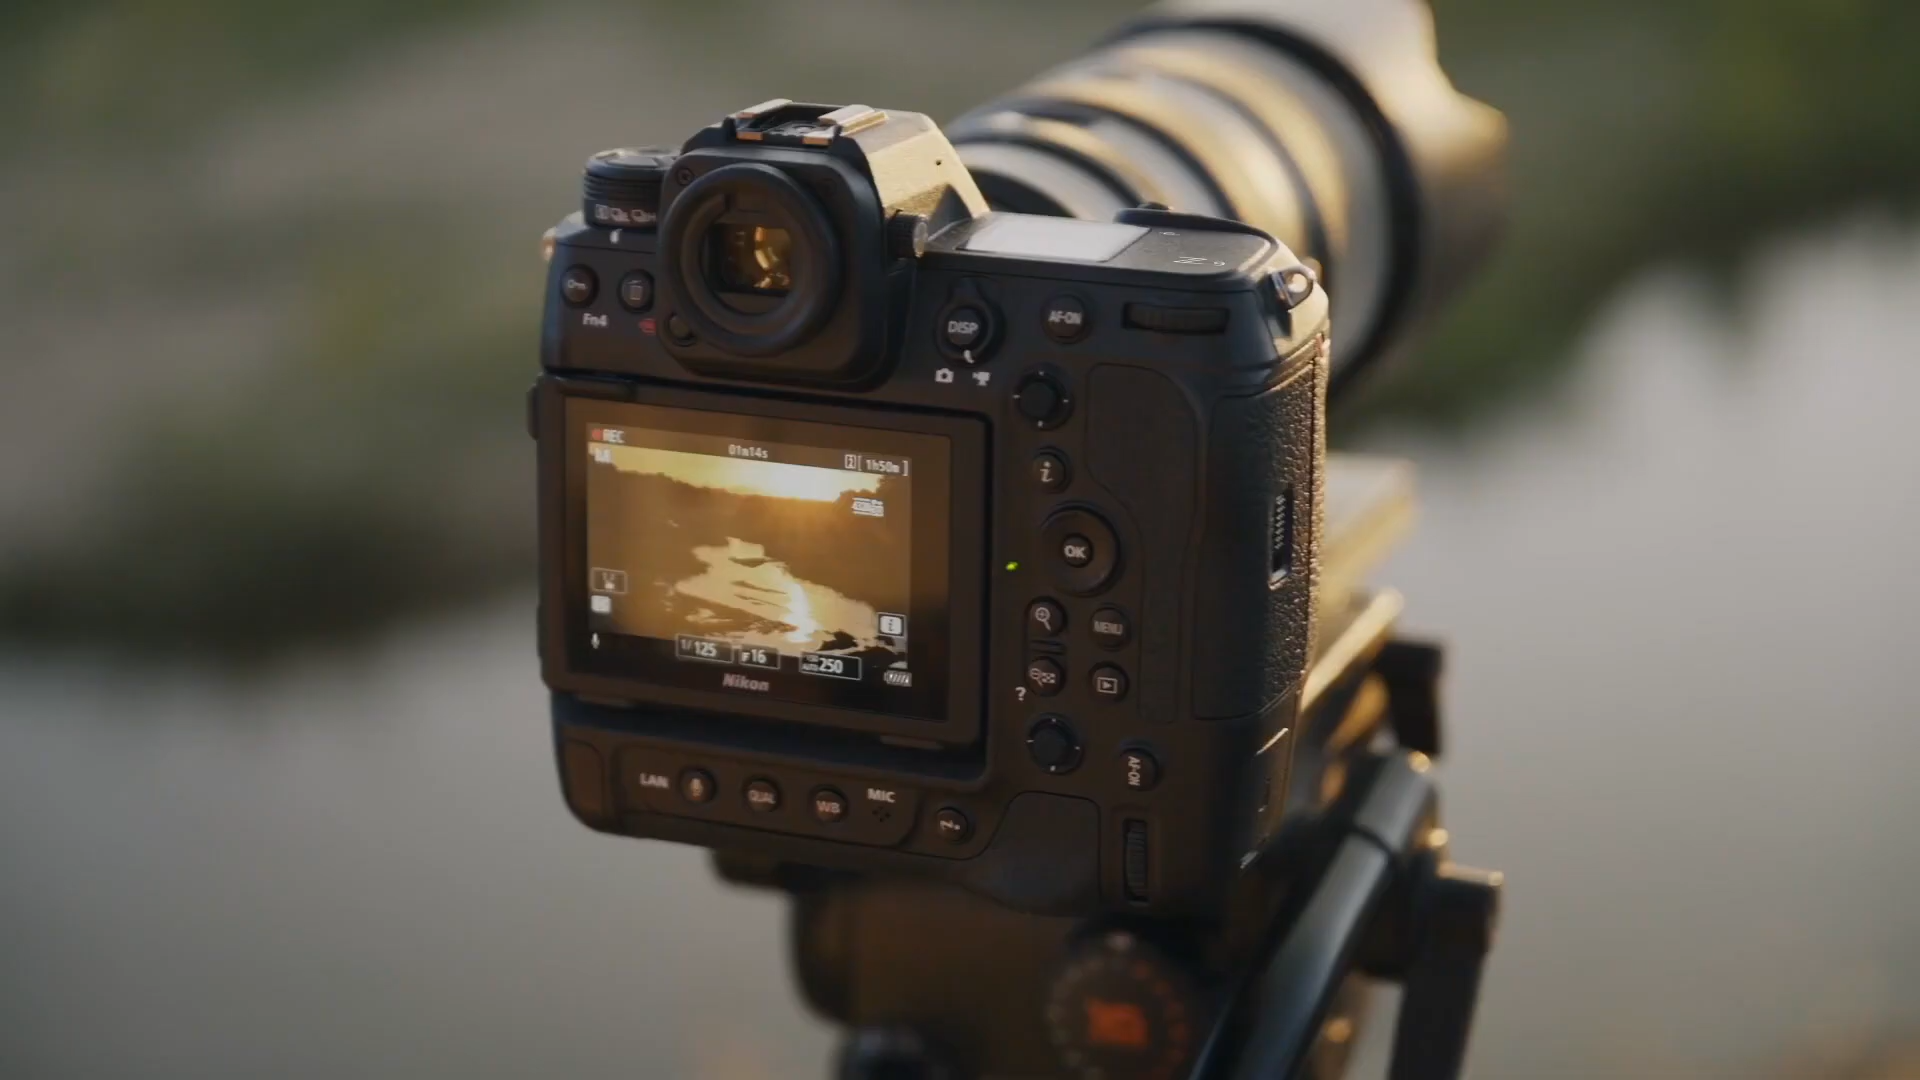 Fn4
DISP
AF-ON
REC
01m14s
[1h50m]
i
OK
MENU
1/125
F16
250
Nikon
?
LAN
QUAL
WB
MIC
AF-ON
Z 9